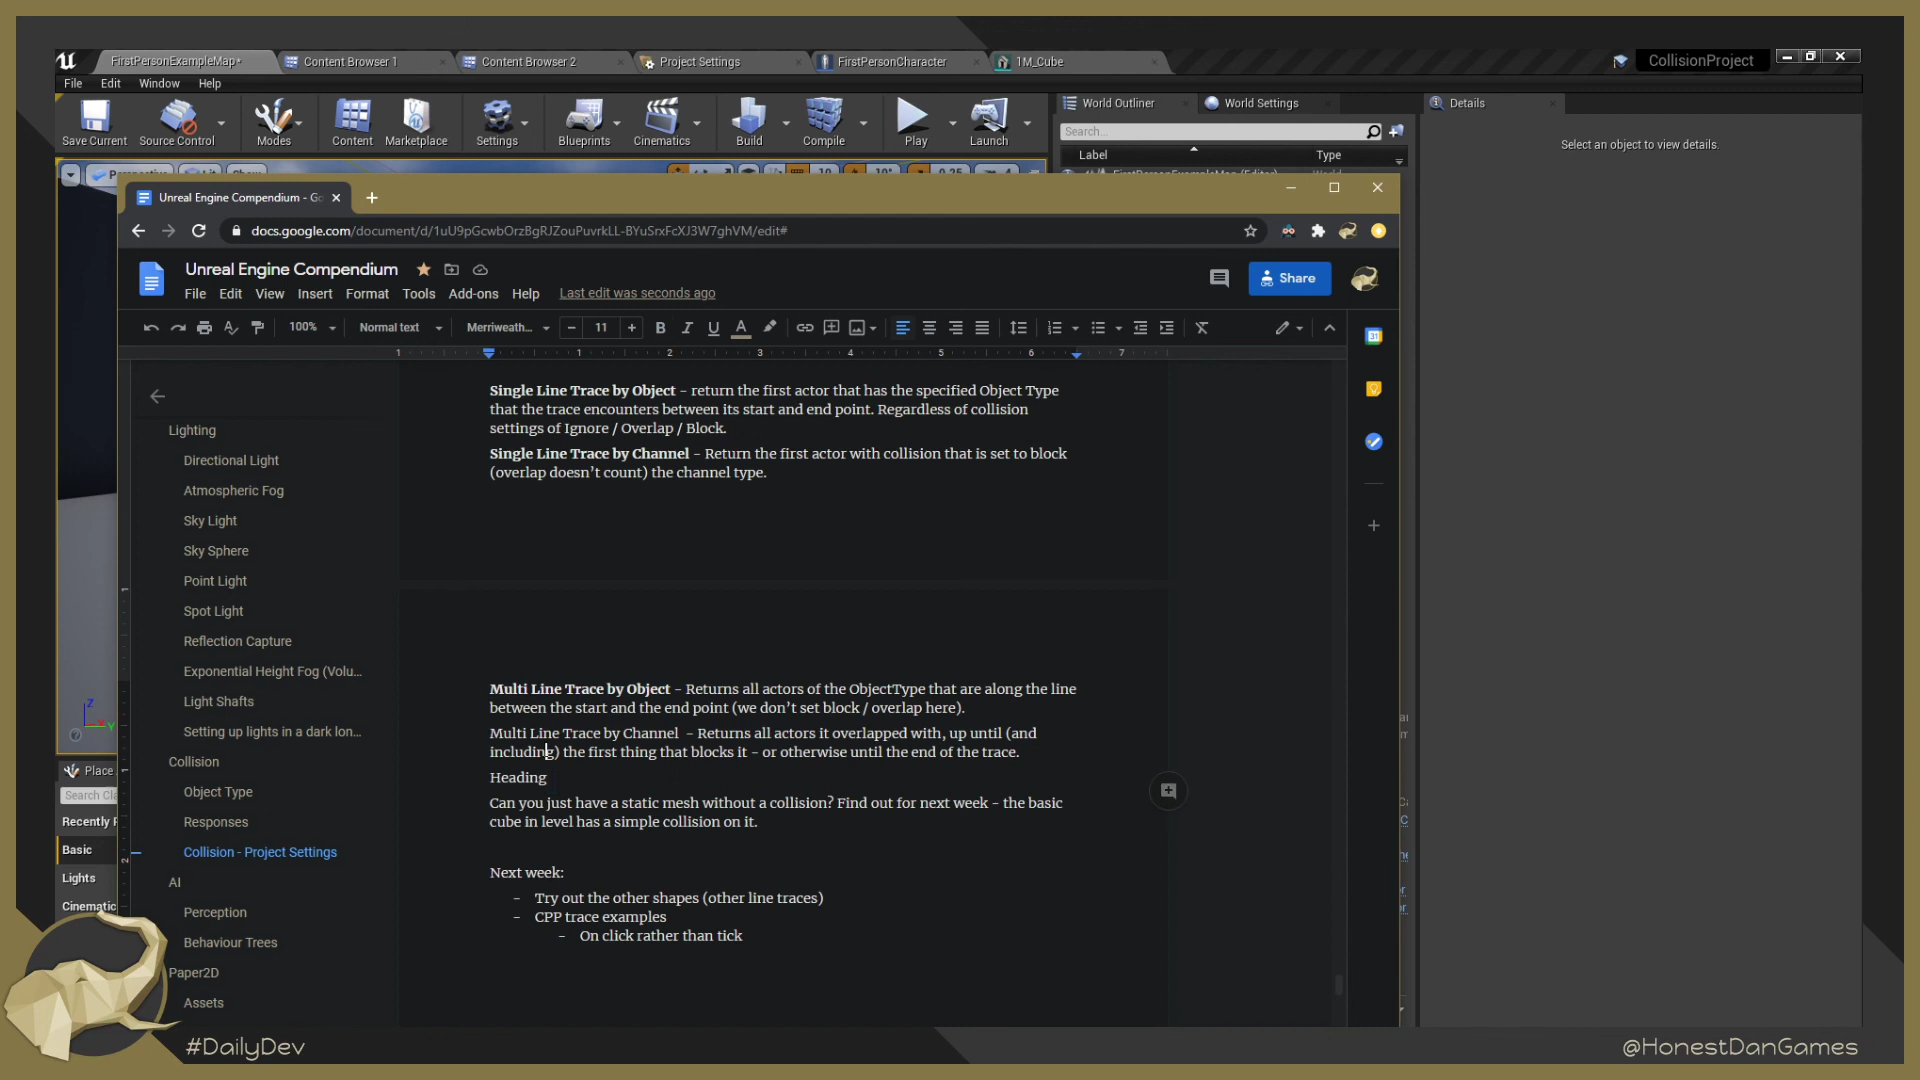 FirstPersonExampleMap*
Content Browser 1
Content Browser 2
Project Settings
FirstPersonCharacter
1M_Cube
CollisionProject
File Edit Window Help
Save Current
Source Control
Modes
Content
Marketplace
Settings
Blueprints
Cinematics
Build
Compile
Play
Launch
World Outliner
World Settings
Details
Search...
Select an object to view details.
Label
Type
Unreal Engine Compendium - Go
docs.google.com/document/d/1uU9pGcwbOrzBgRJZouPuvrkLL-BYuSrxFcXJ3W7ghVM/edit#
Unreal Engine Compendium
File Edit View Insert Format Tools Add-ons Help Last edit was seconds ago
Share
100% Normal text Merriweath... 11
1 1 2 3 4 5 6 7
Lighting
Directional Light
Atmospheric Fog
Sky Light
Sky Sphere
Point Light
Spot Light
Reflection Capture
Exponential Height Fog (Volu...
Light Shafts
Setting up lights in a dark lon...
Collision
Object Type
Responses
Collision - Project Settings
AI
Perception
Behaviour Trees
Paper2D
Assets
Single Line Trace by Object - return the first actor that has the specified Object Type
that the trace encounters between its start and end point. Regardless of collision
settings of Ignore / Overlap / Block.
Single Line Trace by Channel - Return the first actor with collision that is set to block
(overlap doesn't count) the channel type.
Multi Line Trace by Object - Returns all actors of the ObjectType that are along the line
between the start and the end point (we don't set block / overlap here).
Multi Line Trace by Channel - Returns all actors it overlapped with, up until (and
including) the first thing that blocks it - or otherwise until the end of the trace.
Heading
Can you just have a static mesh without a collision? Find out for next week - the basic
cube in level has a simple collision on it.
Next week:
- Try out the other shapes (other line traces)
- CPP trace examples
- On click rather than tick
Place
Search Cla
Recently
Basic
Lights
Cinematic
#DailyDev
@HonestDanGames